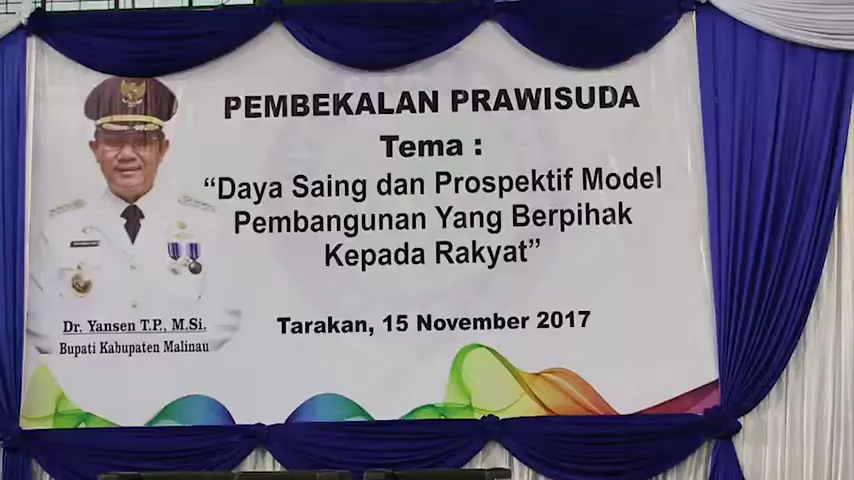 PEMBEKALAN PRAWISUDA
Tema :
“Daya Saing dan Prospektif Model
Pembangunan Yang Berpihak
Kepada Rakyat”
Tarakan, 15 November 2017
Dr. Yansen T.P., M.Si.
Bupati Kabupaten Malinau